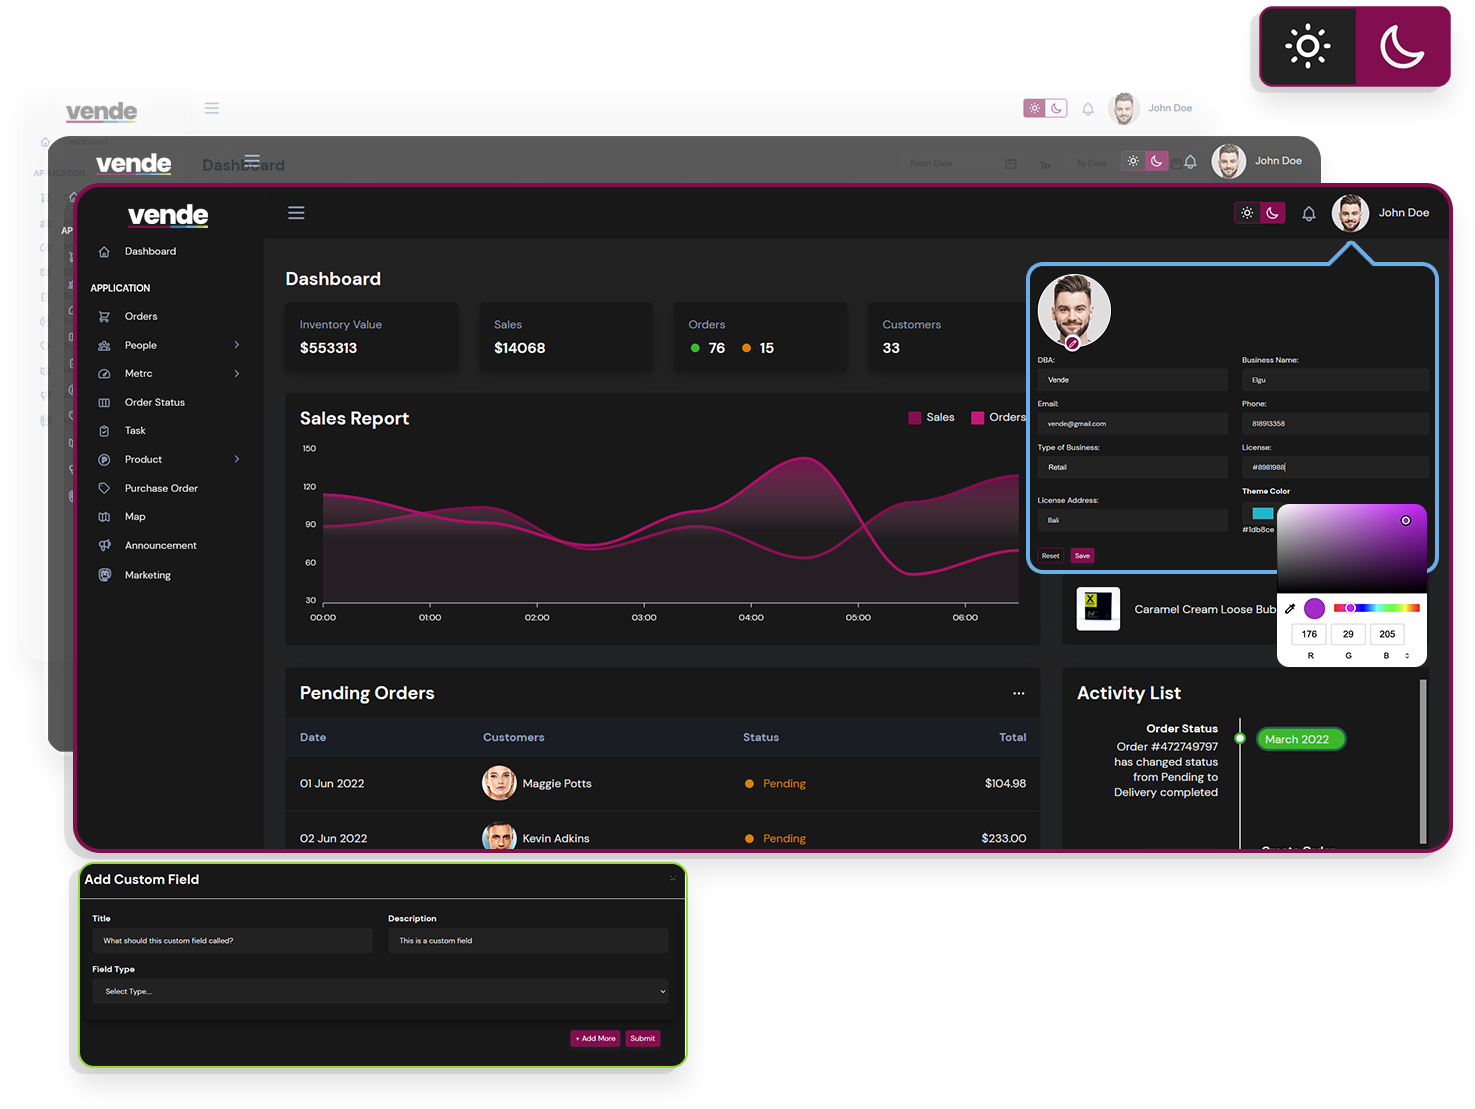 vende
John Doe
vende
Dashboard
From Date
To
To Date
John Doe
vende
John Doe
Dashboard
APPLICATION
Orders
People
Metrc
Order Status
Task
Product
Purchase Order
Map
Announcement
Marketing
Dashboard
Inventory Value
$553313
Sales
$14068
Orders
76 15
Customers
33
Sales Report
Sales Orders
150
120
90
60
30
00:00 01:00 02:00 03:00 04:00 05:00 06:00
DBA:
Vende
Business Name:
Elgu
Email:
vende@gmail.com
Phone:
818913358
Type of Business:
Retail
License:
#8981988
License Address:
Bali
Theme Color
#1db8ce
Reset Save
176 29 205
R G B
Caramel Cream Loose Bub
Pending Orders
Date Customers Status Total
01 Jun 2022 Maggie Potts Pending $104.98
02 Jun 2022 Kevin Adkins Pending $233.00
Activity List
Order Status
Order #472749797
has changed status
from Pending to
Delivery completed
March 2022
Add Custom Field
Title
What should this custom field called?
Description
This is a custom field
Field Type
Select Type...
+ Add More Submit